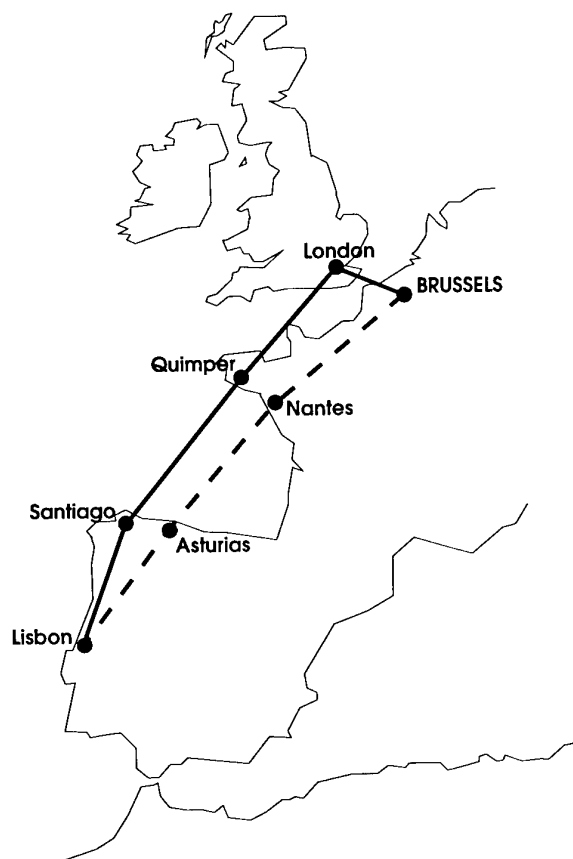 London
BRUSSELS
Quimper
Nantes
Santiago
Asturias
Lisbon